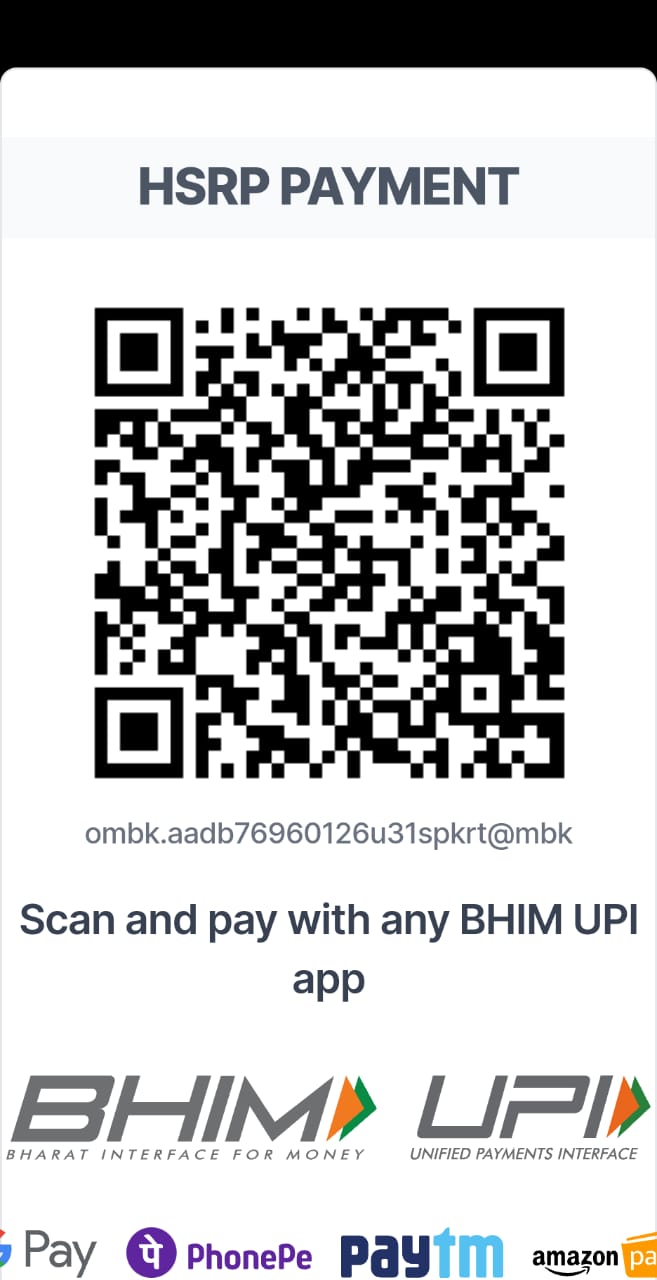 HSRP PAYMENT
ombk.aadb76960126u31spkrt@mbk
Scan and pay with any BHIM UPI
app
BHIM UPI
BHARAT INTERFACE FOR MONEY UNIFIED PAYMENTS INTERFACE
Pay पे PhonePe paytm amazon pa